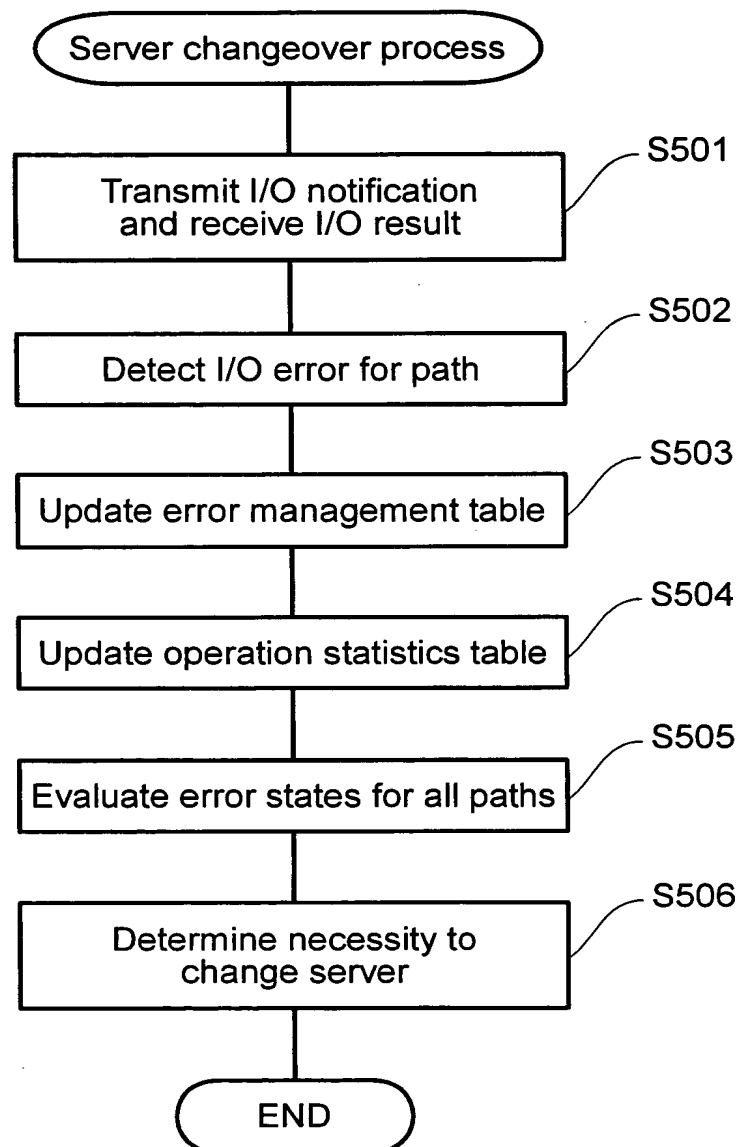 Server changeover process
S501
Transmit I/O notification
and receive I/O result
S502
Detect I/O error for path
S503
Update error management table
S504
Update operation statistics table
S505
Evaluate error states for all paths
S506
Determine necessity to
change server
END